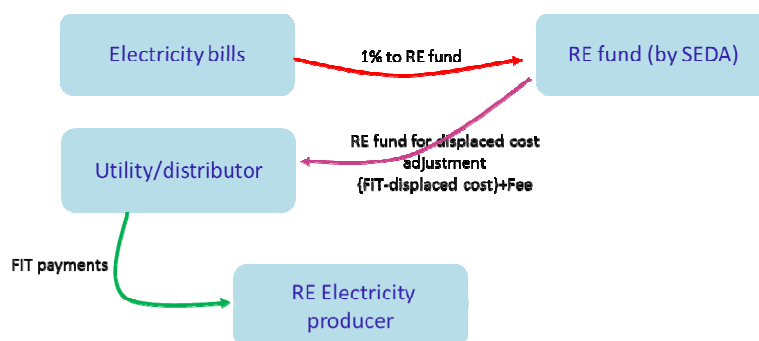 Electricity bills
1% to RE fund
RE fund (by SEDA)
Utility/distributor
RE fund for displaced cost
adjustment
(FIT-displaced cost)+Fee
FIT payments
RE Electricity
producer